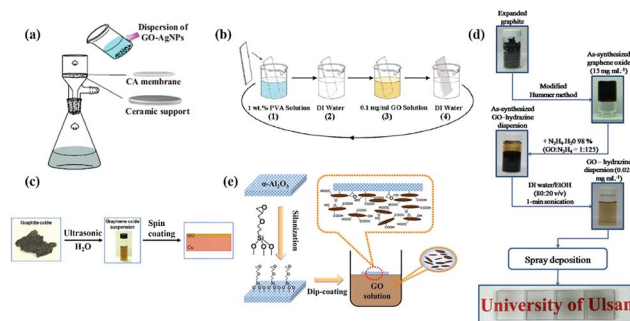 (a)
Dispersion of
GO-AgNPs
CA membrane
Ceramic support
(b)
1 wt.% PVA Solution
(1)
DI Water
(2)
0.1 mg/ml GO Solution
(3)
DI Water
(4)
(c)
Graphite oxide
Ultrasonic
H₂O
Graphene oxide
suspension
Spin
coating
GO
Cu
(d)
Expanded
graphite
Modified
Hummer method
As-synthesized
graphene oxide
(15 mg mL⁻¹)
As-synthesized
GO-hydrazine
dispersion
+ N₂H₄.H₂O 98 %
(GO:N₂H₄ = 1:125)
GO – hydrazine
dispersion (0.02
mg mL⁻¹)
DI water/EtOH
(80:20 v/v)
1-min sonication
Spray deposition
University of Ulsan
(e)
α-Al₂O₃
Silanization
Dip-coating
GO
solution